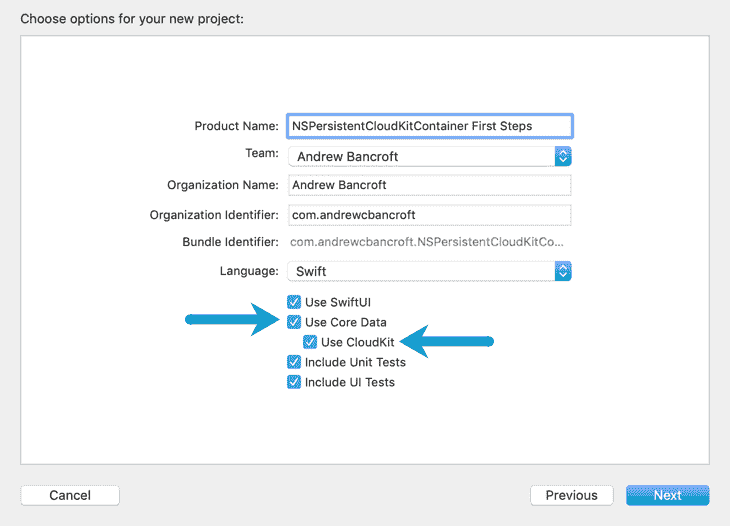 Choose options for your new project:
Product Name: NSPersistentCloudKitContainer First Steps
Team: Andrew Bancroft
Organization Name: Andrew Bancroft
Organization Identifier: com.andrewcbancroft
Bundle Identifier: com.andrewcbancroft.NSPersistentCloudKitCo...
Language: Swift
Use SwiftUI
Use Core Data
Use CloudKit
Include Unit Tests
Include UI Tests
Cancel Previous Next